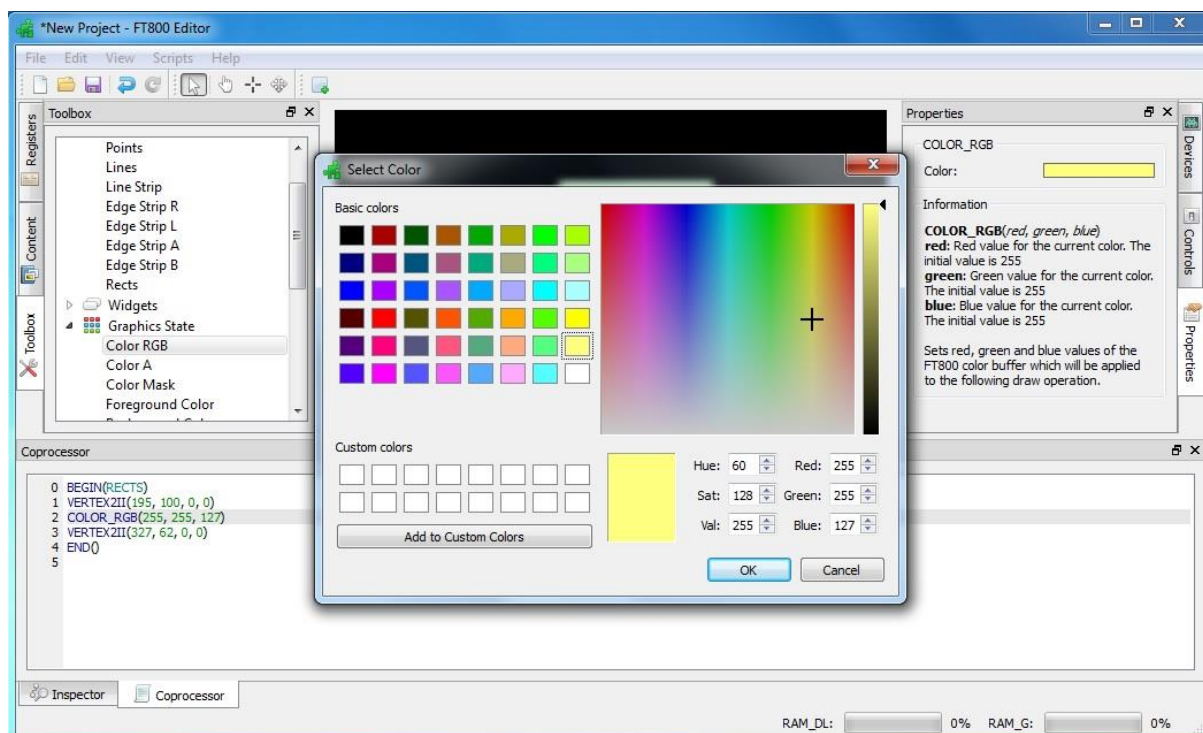 *New Project - FT800 Editor
File Edit View Scripts Help
Registers
Content
Toolbox
Toolbox
Points
Lines
Line Strip
Edge Strip R
Edge Strip L
Edge Strip A
Edge Strip B
Rects
Widgets
Graphics State
Color RGB
Color A
Color Mask
Foreground Color
Select Color
Basic colors
Custom colors
Add to Custom Colors
Hue: 60 Red: 255
Sat: 128 Green: 255
Val: 255 Blue: 127
OK Cancel
Properties
COLOR_RGB
Color:
Information
COLOR_RGB(red, green, blue)
red: Red value for the current color. The
initial value is 255
green: Green value for the current color.
The initial value is 255
blue: Blue value for the current color.
The initial value is 255
Sets red, green and blue values of the
FT800 color buffer which will be applied
to the following draw operation.
Devices
Controls
Properties
Coprocessor
0 BEGIN(RECTS)
1 VERTEX2II(195, 100, 0, 0)
2 COLOR_RGB(255, 255, 127)
3 VERTEX2II(327, 62, 0, 0)
4 END()
5
Inspector Coprocessor
RAM_DL: 0% RAM_G: 0%